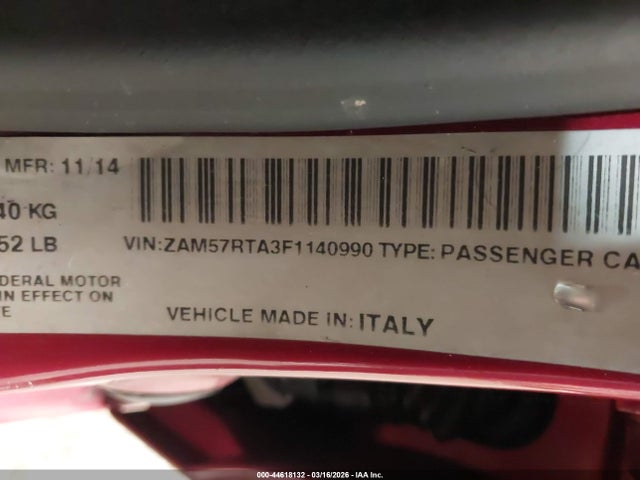 MFR: 11/14
40 KG
52 LB
VIN:ZAM57RTA3F1140990 TYPE: PASSENGER CA
DERAL MOTOR
IN EFFECT ON
TE
VEHICLE MADE IN: ITALY
000-44618132 - 03/16/2026 - IAA Inc.